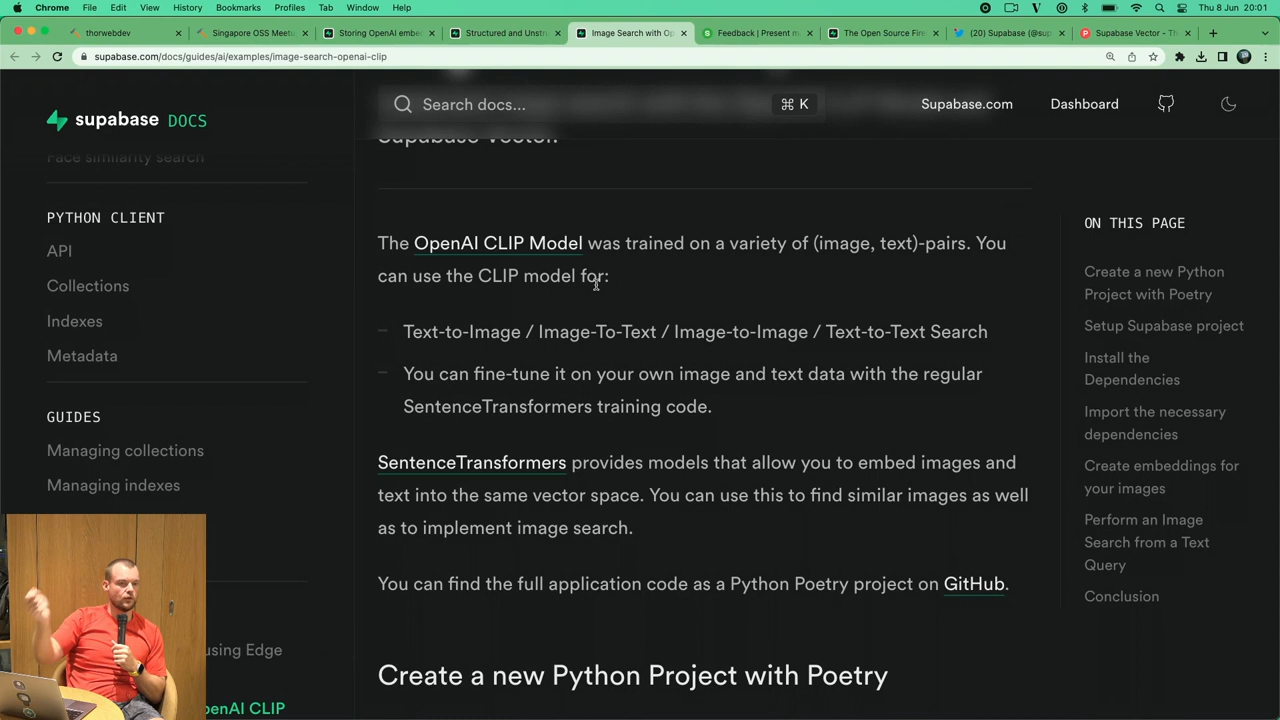 Chrome File Edit View History Bookmarks Profiles Tab Window Help Thu 8 Jun 20:01
thorwebdev
Singapore OSS Meetu
Storing OpenAI embe
Structured and Unstr
Image Search with Op
Feedback | Present m
The Open Source Fire
(20) Supabase (@sup
Supabase Vector - Th
supabase.com/docs/guides/ai/examples/image-search-openai-clip
supabase DOCS
Search docs...
⌘ K
Supabase.com
Dashboard
Face similarity search
PYTHON CLIENT
API
Collections
Indexes
Metadata
GUIDES
Managing collections
Managing indexes
using Edge
enAI CLIP
Supabase Vector.
The OpenAI CLIP Model was trained on a variety of (image, text)-pairs. You
can use the CLIP model for:
Text-to-Image / Image-To-Text / Image-to-Image / Text-to-Text Search
You can fine-tune it on your own image and text data with the regular
SentenceTransformers training code.
SentenceTransformers provides models that allow you to embed images and
text into the same vector space. You can use this to find similar images as well
as to implement image search.
You can find the full application code as a Python Poetry project on GitHub.
Create a new Python Project with Poetry
ON THIS PAGE
Create a new Python
Project with Poetry
Setup Supabase project
Install the
Dependencies
Import the necessary
dependencies
Create embeddings for
your images
Perform an Image
Search from a Text
Query
Conclusion